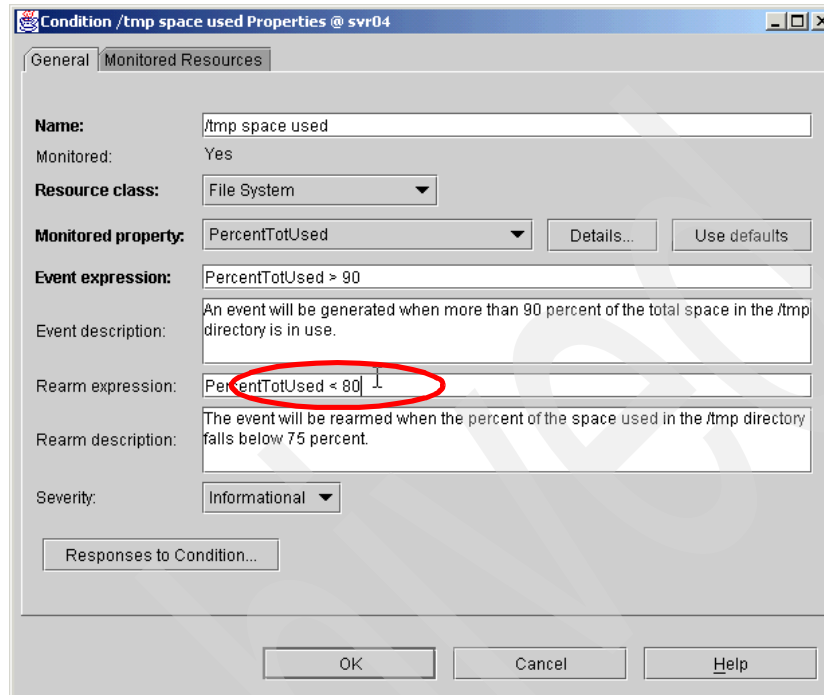 Condition /tmp space used Properties @ svr04
General Monitored Resources
Name: /tmp space used
Monitored: Yes
Resource class: File System
Monitored property: PercentTotUsed Details... Use defaults
Event expression: PercentTotUsed > 90
An event will be generated when more than 90 percent of the total space in the /tmp
Event description: directory is in use.
Rearm expression: PercentTotUsed < 80
The event will be rearmed when the percent of the space used in the /tmp directory
Rearm description: falls below 75 percent.
Severity: Informational
Responses to Condition...
OK Cancel Help